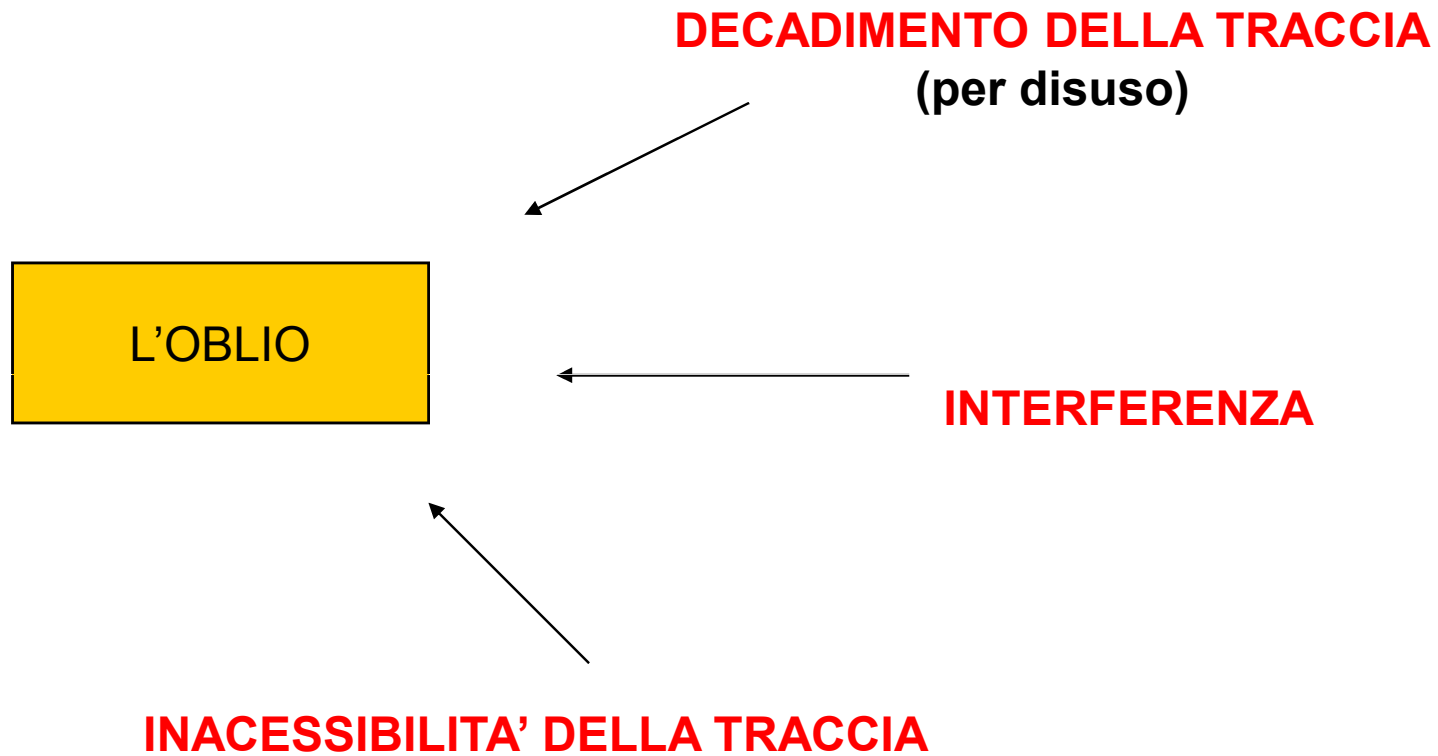 DECADIMENTO DELLA TRACCIA
(per disuso)
L’OBLIO
INTERFERENZA
INACESSIBILITA’ DELLA TRACCIA